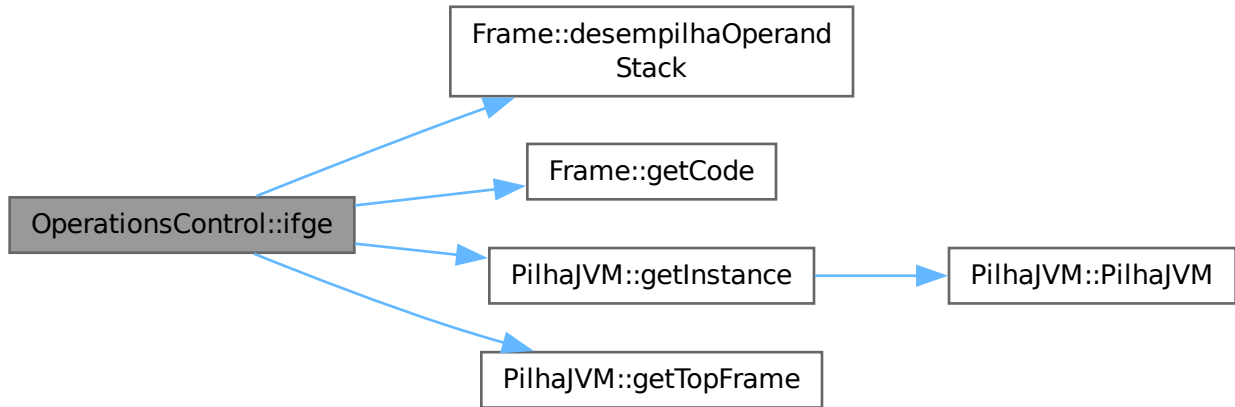 Frame::desempilhaOperand
Stack
Frame::getCode
OperationsControl::ifge
PilhaJVM::getInstance
PilhaJVM::PilhaJVM
PilhaJVM::getTopFrame